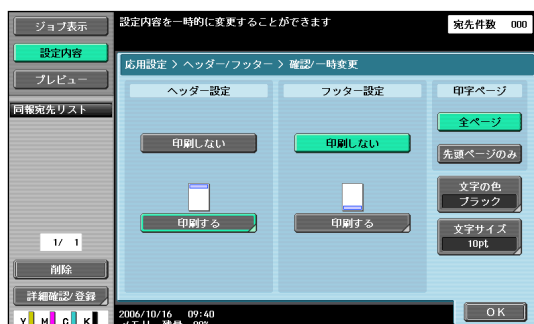 ジョブ表示
設定内容
プレビュー
同報宛先リスト
1/ 1
削除
詳細確認/登録
Y M C K
設定内容を一時的に変更することができます
宛先件数 000
応用設定 > ヘッダー/フッター > 確認/一時変更
ヘッダー設定
印刷しない
印刷する
フッター設定
印刷しない
印刷する
印字ページ
全ページ
先頭ページのみ
文字の色
ブラック
文字サイズ
10pt
2006/10/16 09:40
OK